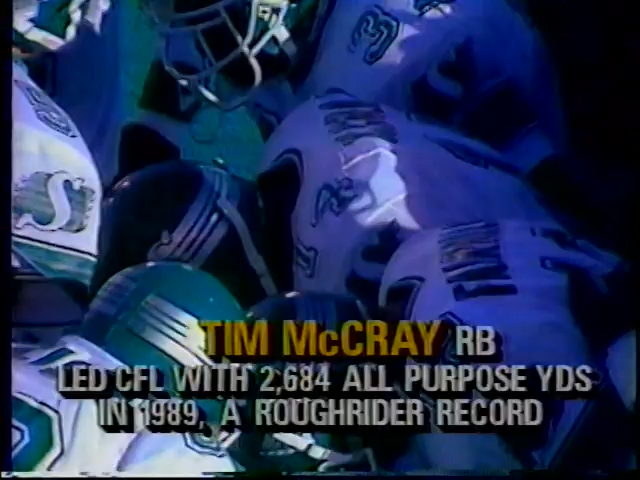 TIM McCRAY RB
LED CFL WITH 2,684 ALL PURPOSE YDS
IN 1989, A ROUGHRIDER RECORD